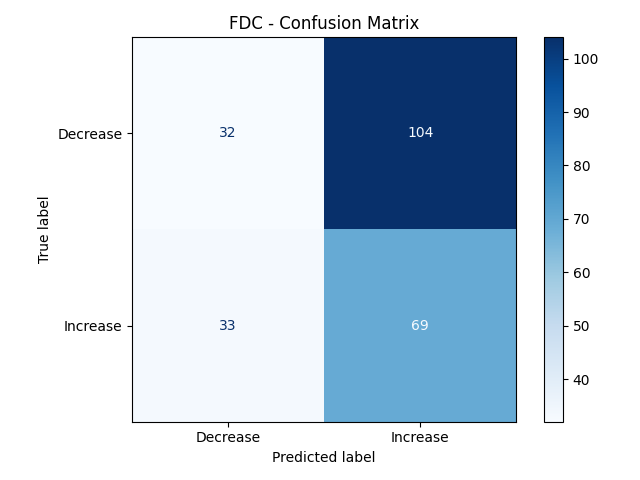 FDC - Confusion Matrix
True label
Decrease
32
104
Increase
33
69
Decrease
Increase
Predicted label
100
90
80
70
60
50
40